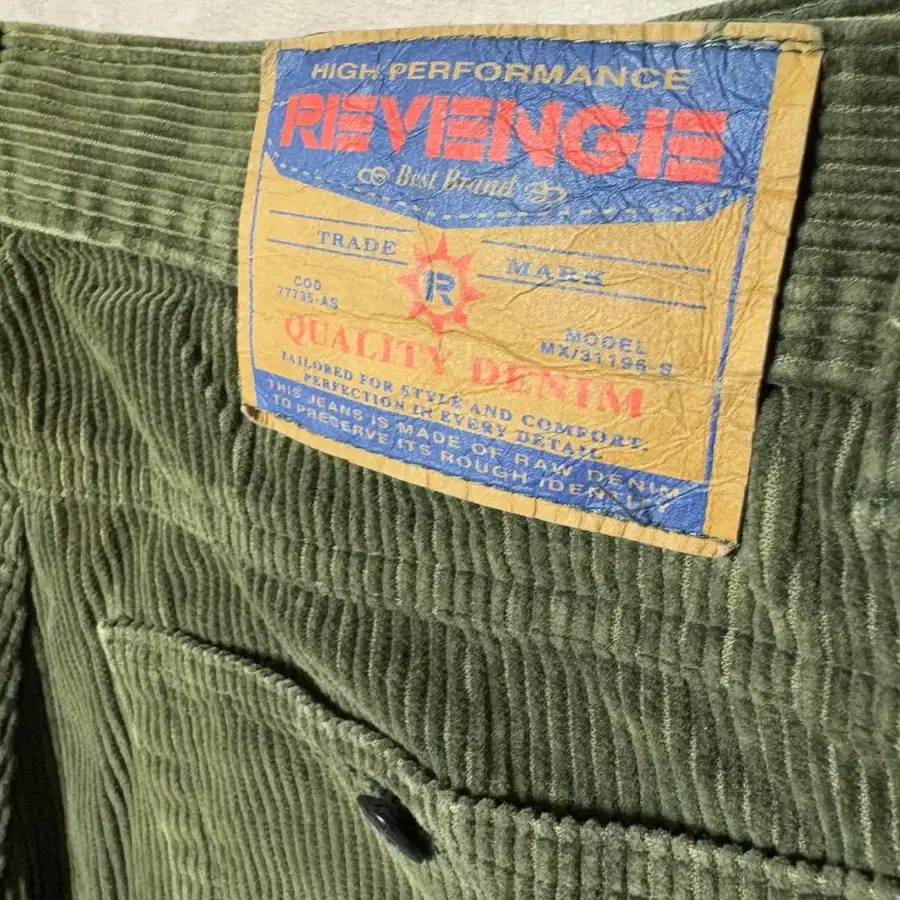 HIGH PERFORMANCE
REVENGE
Best Brand
TRADE MARK
R
COD
77735-AS
MODEL
MX/31196-S
QUALITY DENIM
TAILORED FOR STYLE AND COMFORT.
PERFECTION IN EVERY DETAIL
THIS JEANS IS MADE OF RAW DENIM
TO PRESERVE ITS ROUGH IDENTITY